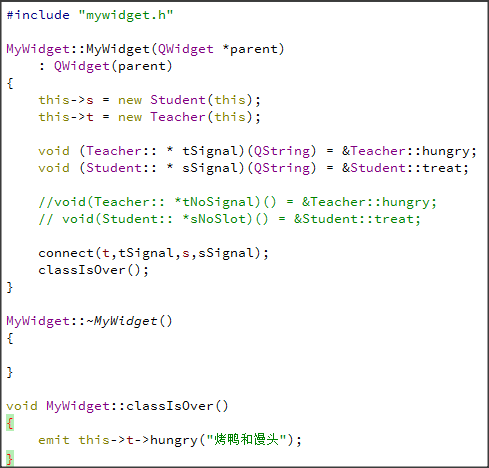 #include "mywidget.h"
MyWidget::MyWidget(QWidget *parent)
    : QWidget(parent)
{
    this->s = new Student(this);
    this->t = new Teacher(this);
    void (Teacher:: * tSignal)(QString) = &Teacher::hungry;
    void (Student:: * sSignal)(QString) = &Student::treat;
    //void(Teacher:: *tNoSignal)() = &Teacher::hungry;
    // void(Student:: *sNoSlot)() = &Student::treat;
    connect(t,tSignal,s,sSignal);
    classIsOver();
}
MyWidget::~MyWidget()
{
}
void MyWidget::classIsOver()
{
    emit this->t->hungry("烤鸭和馒头");
}